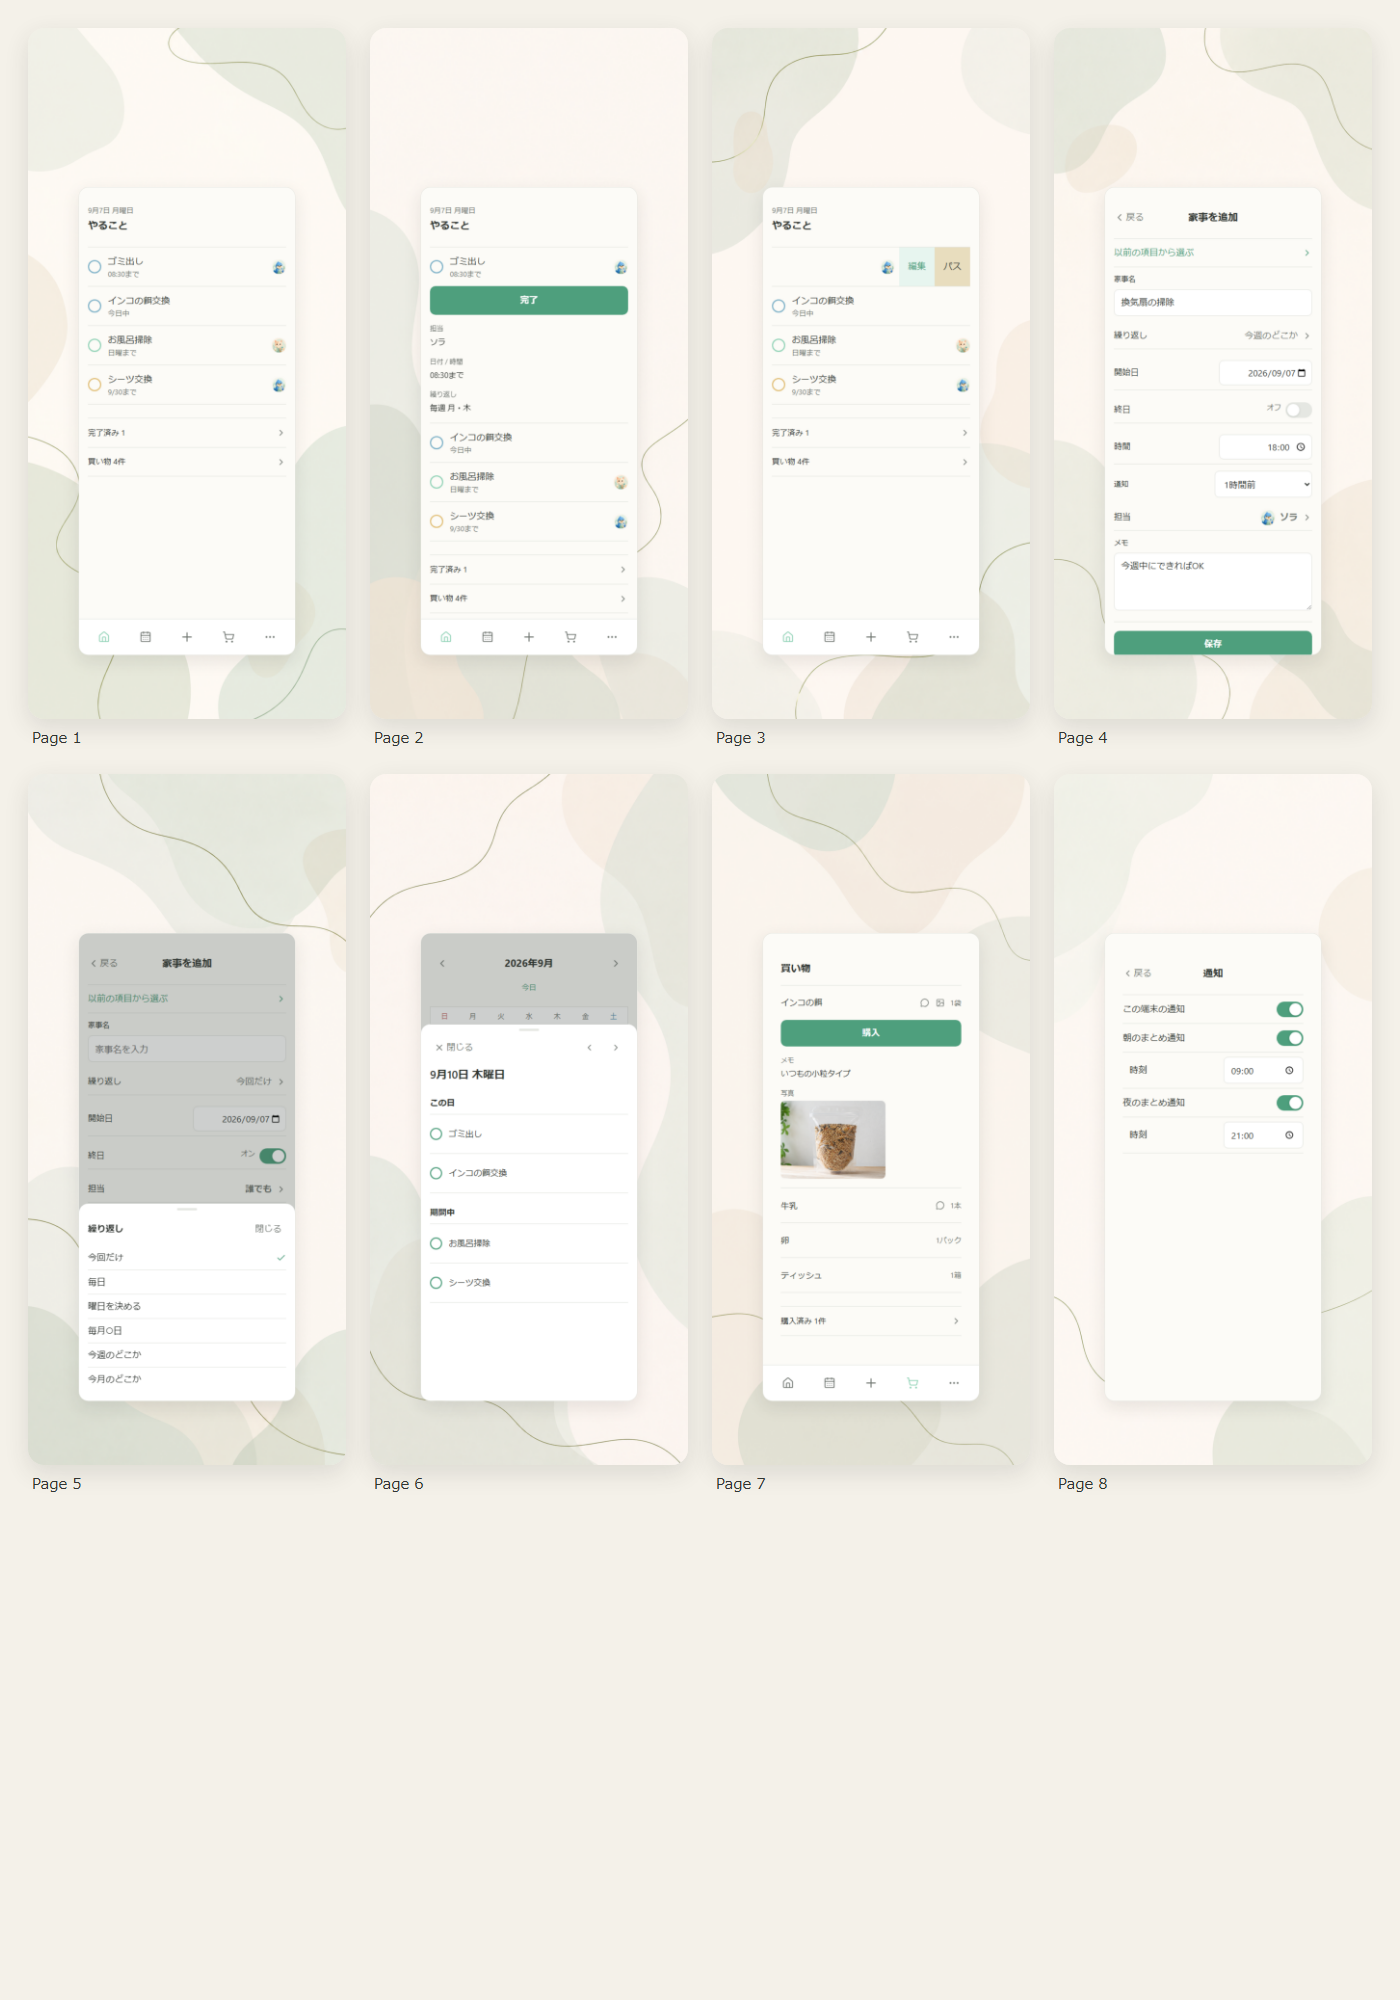 9月7日 月曜日
やること
ゴミ出し
08:30まで
インコの餌交換
今日中
お風呂掃除
日曜まで
シーツ交換
9/30まで
完了済み 1
買い物 4件
Page 1
9月7日 月曜日
やること
ゴミ出し
08:30まで
完了
担当
ソラ
日付 / 時間
08:30まで
繰り返し
毎週 月・木
インコの餌交換
今日中
お風呂掃除
日曜まで
シーツ交換
9/30まで
完了済み 1
買い物 4件
Page 2
9月7日 月曜日
やること
編集 パス
インコの餌交換
今日中
お風呂掃除
日曜まで
シーツ交換
9/30まで
完了済み 1
買い物 4件
Page 3
戻る 家事を追加
以前の項目から選ぶ
家事名
換気扇の掃除
繰り返し 今週のどこか
開始日 2026/09/07
終日 オフ
時間 18:00
通知 1時間前
担当 ソラ
メモ
今週中にできればOK
保存
Page 4
戻る 家事を追加
以前の項目から選ぶ
家事名
家事名を入力
繰り返し 今回だけ
開始日 2026/09/07
終日 オン
担当 誰でも
繰り返し 閉じる
今回だけ
毎日
曜日を決める
毎月○日
今週のどこか
今月のどこか
Page 5
2026年9月
今日
日 月 火 水 木 金 土
× 閉じる
9月10日 木曜日
この日
ゴミ出し
インコの餌交換
期間中
お風呂掃除
シーツ交換
Page 6
買い物
インコの餌 1袋
購入
メモ
いつもの小粒タイプ
写真
牛乳 1本
卵 1パック
ティッシュ 1箱
購入済み 1件
Page 7
戻る 通知
この端末の通知
朝のまとめ通知
時刻 09:00
夜のまとめ通知
時刻 21:00
Page 8